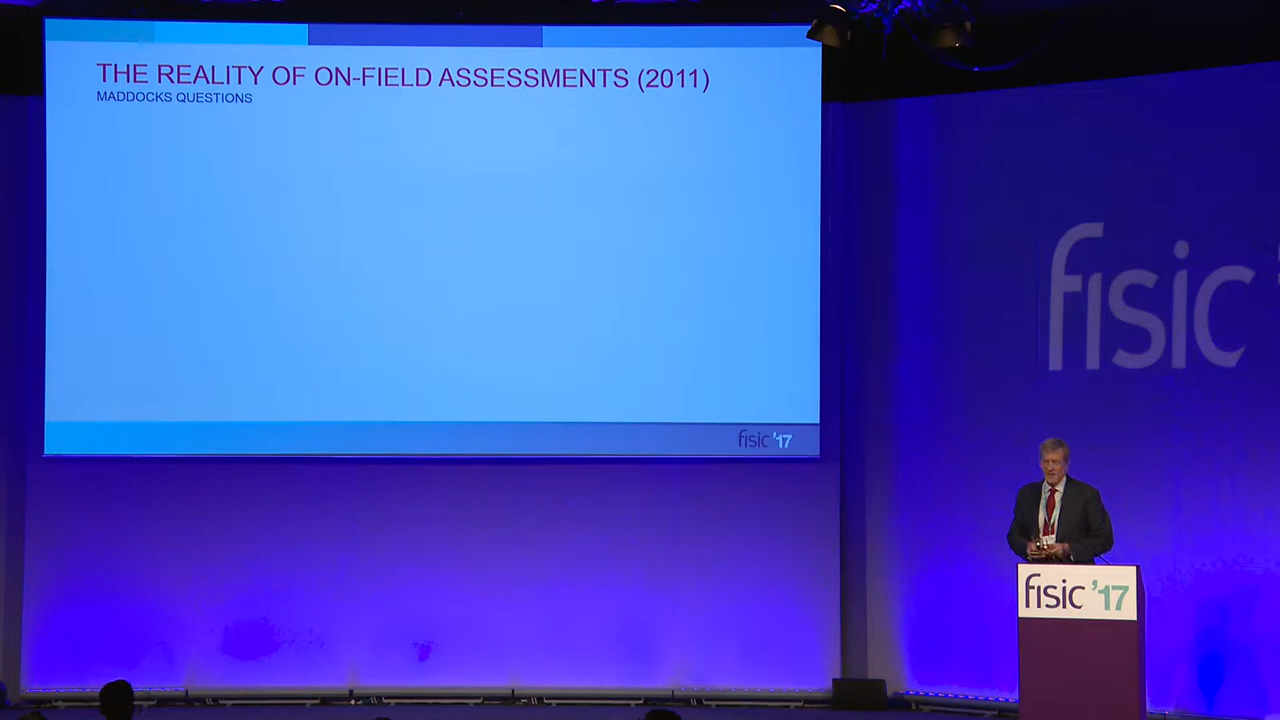 THE REALITY OF ON-FIELD ASSESSMENTS (2011)
MADDOCKS QUESTIONS
fisic '17
fisic '
fisic '17